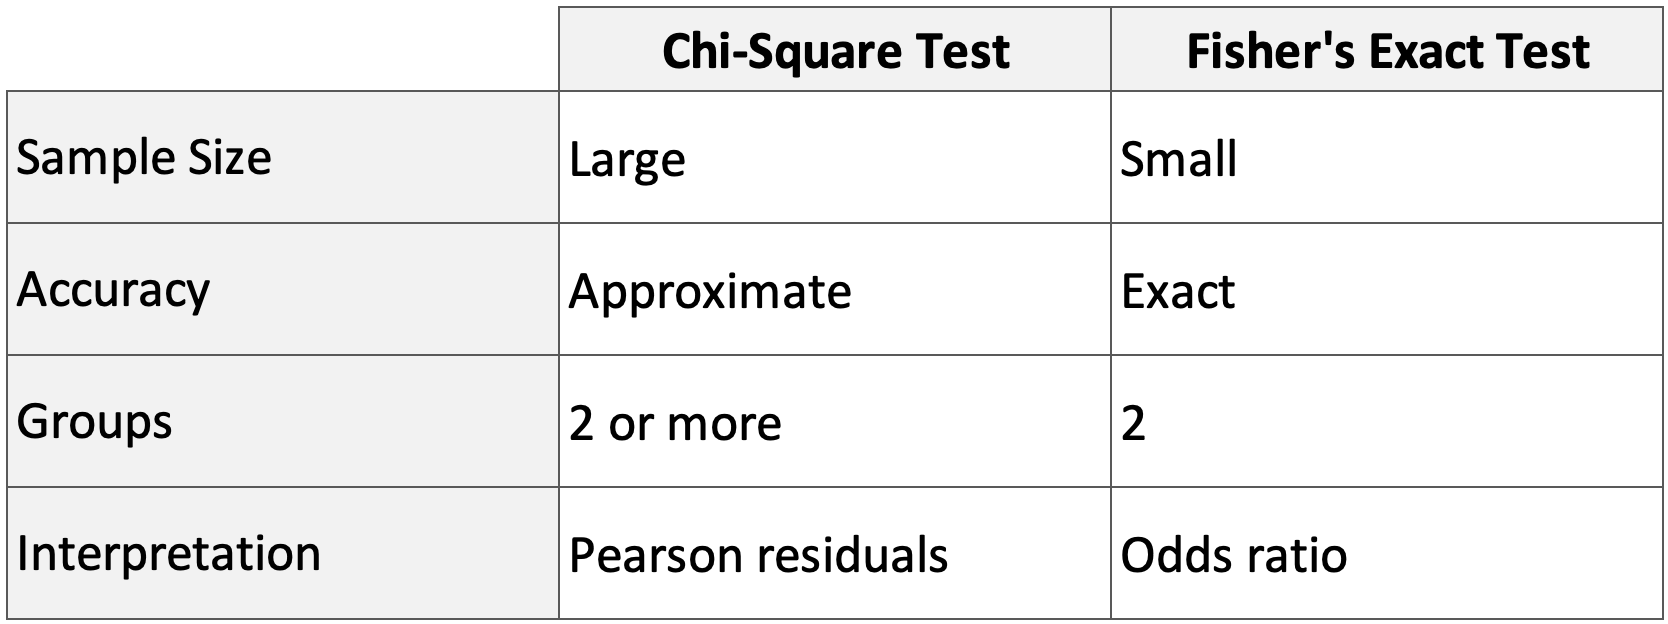 Chi-Square Test Fisher's Exact Test
Sample Size Large Small
Accuracy Approximate Exact
Groups 2 or more 2
Interpretation Pearson residuals Odds ratio